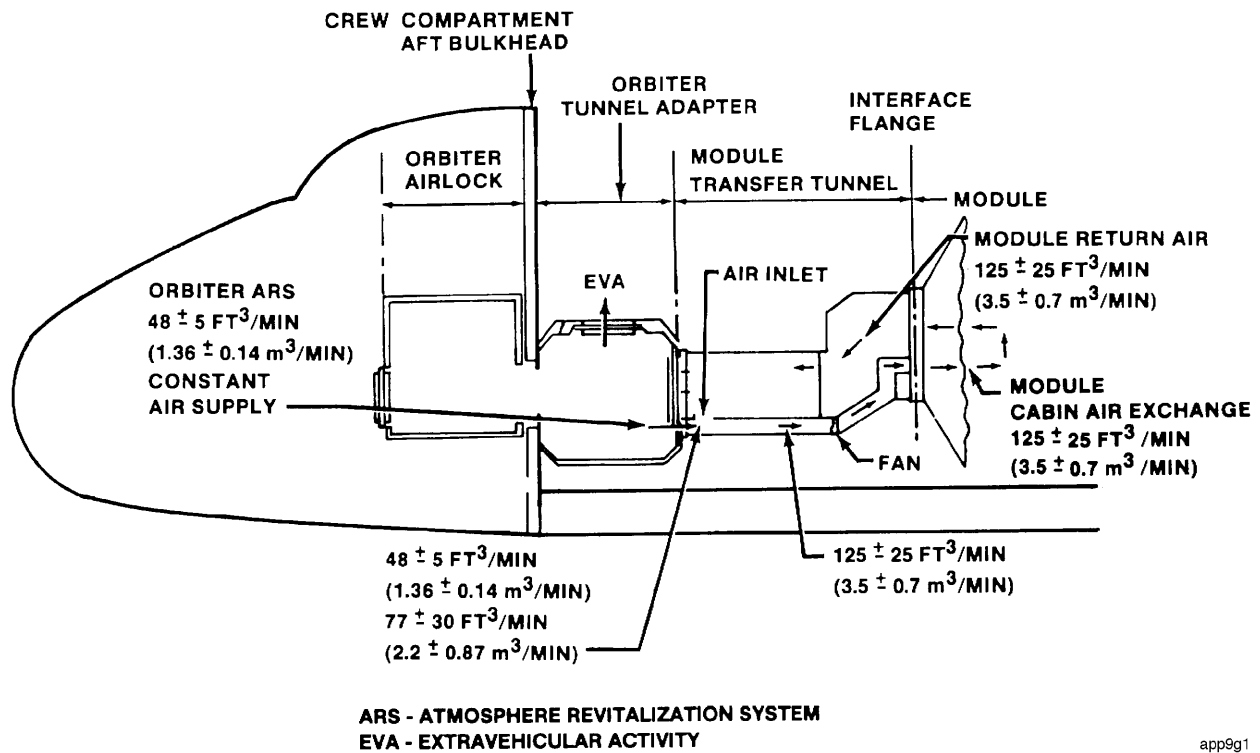 CREW COMPARTMENT
AFT BULKHEAD
ORBITER
TUNNEL ADAPTER
INTERFACE
FLANGE
ORBITER
AIRLOCK
MODULE
TRANSFER TUNNEL
MODULE
MODULE RETURN AIR
125 ± 25 FT³/MIN
(3.5 ± 0.7 m³/MIN)
EVA
AIR INLET
ORBITER ARS
48 ± 5 FT³/MIN
(1.36 ± 0.14 m³/MIN)
CONSTANT
AIR SUPPLY
MODULE
CABIN AIR EXCHANGE
125 ± 25 FT³/MIN
(3.5 ± 0.7 m³/MIN)
FAN
48 ± 5 FT³/MIN
(1.36 ± 0.14 m³/MIN)
77 ± 30 FT³/MIN
(2.2 ± 0.87 m³/MIN)
125 ± 25 FT³/MIN
(3.5 ± 0.7 m³/MIN)
ARS - ATMOSPHERE REVITALIZATION SYSTEM
EVA - EXTRAVEHICULAR ACTIVITY
app9g1